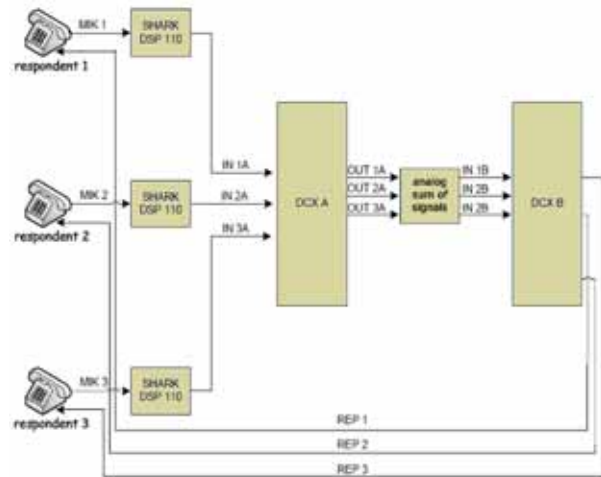 MIK 1
SHARK
DSP 110
respondent 1
IN 1A
MIK 2
SHARK
DSP 110
respondent 2
IN 2A
IN 3A
DCX A
OUT 1A
OUT 2A
OUT 3A
analog
sum of
signals
IN 1B
IN 2B
IN 2B
DCX B
MIK 3
SHARK
DSP 110
respondent 3
REP 1
REP 2
REP 3